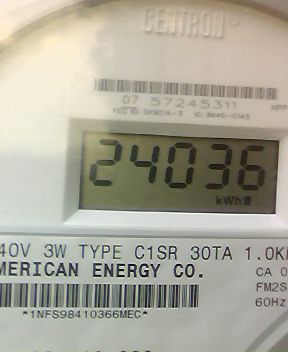 CENTRON®
07 57245311
24036
kWh
40V 3W TYPE C1SR 30TA 1.0K
MERICAN ENERGY CO.
CA 0
FM2S
60Hz
*1NFS98410366MEC*